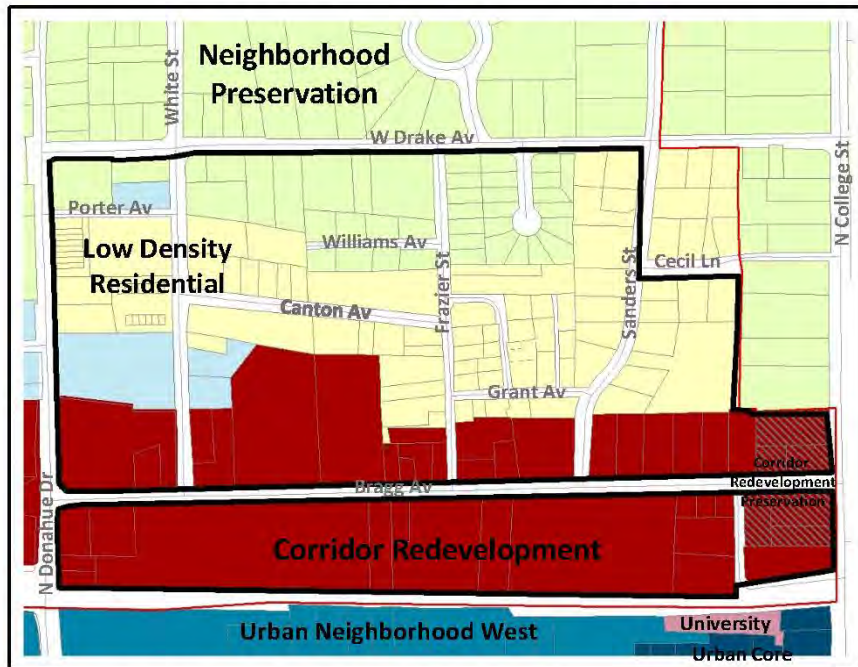 Neighborhood
Preservation
White St
W Drake Av
N College St
Porter Av
Williams Av
Low Density
Residential
Frazier St
Sanders St
Cecil Ln
Canton Av
Grant Av
N Donahue Dr
Bragg Av
Corridor
Redevelopment
Preservation
Corridor Redevelopment
Urban Neighborhood West
University
Urban Core